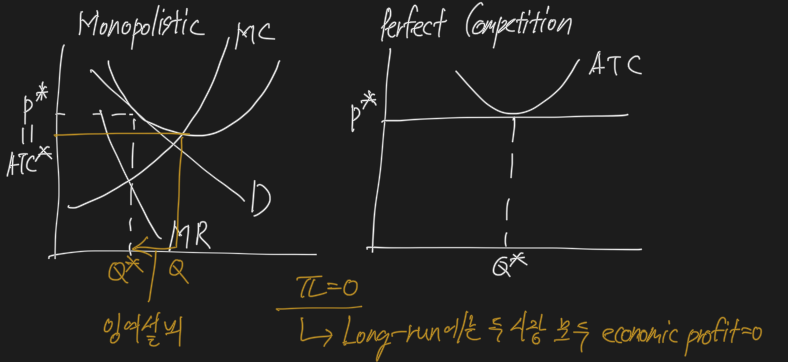 Monopolistic
MC
P*
=
ATC*
D
MR
Q*
Q
잉여설비
Perfect Competition
ATC
P*
Q*
π=0
↳ Long-run에는 두 시장 모두 economic profit=0